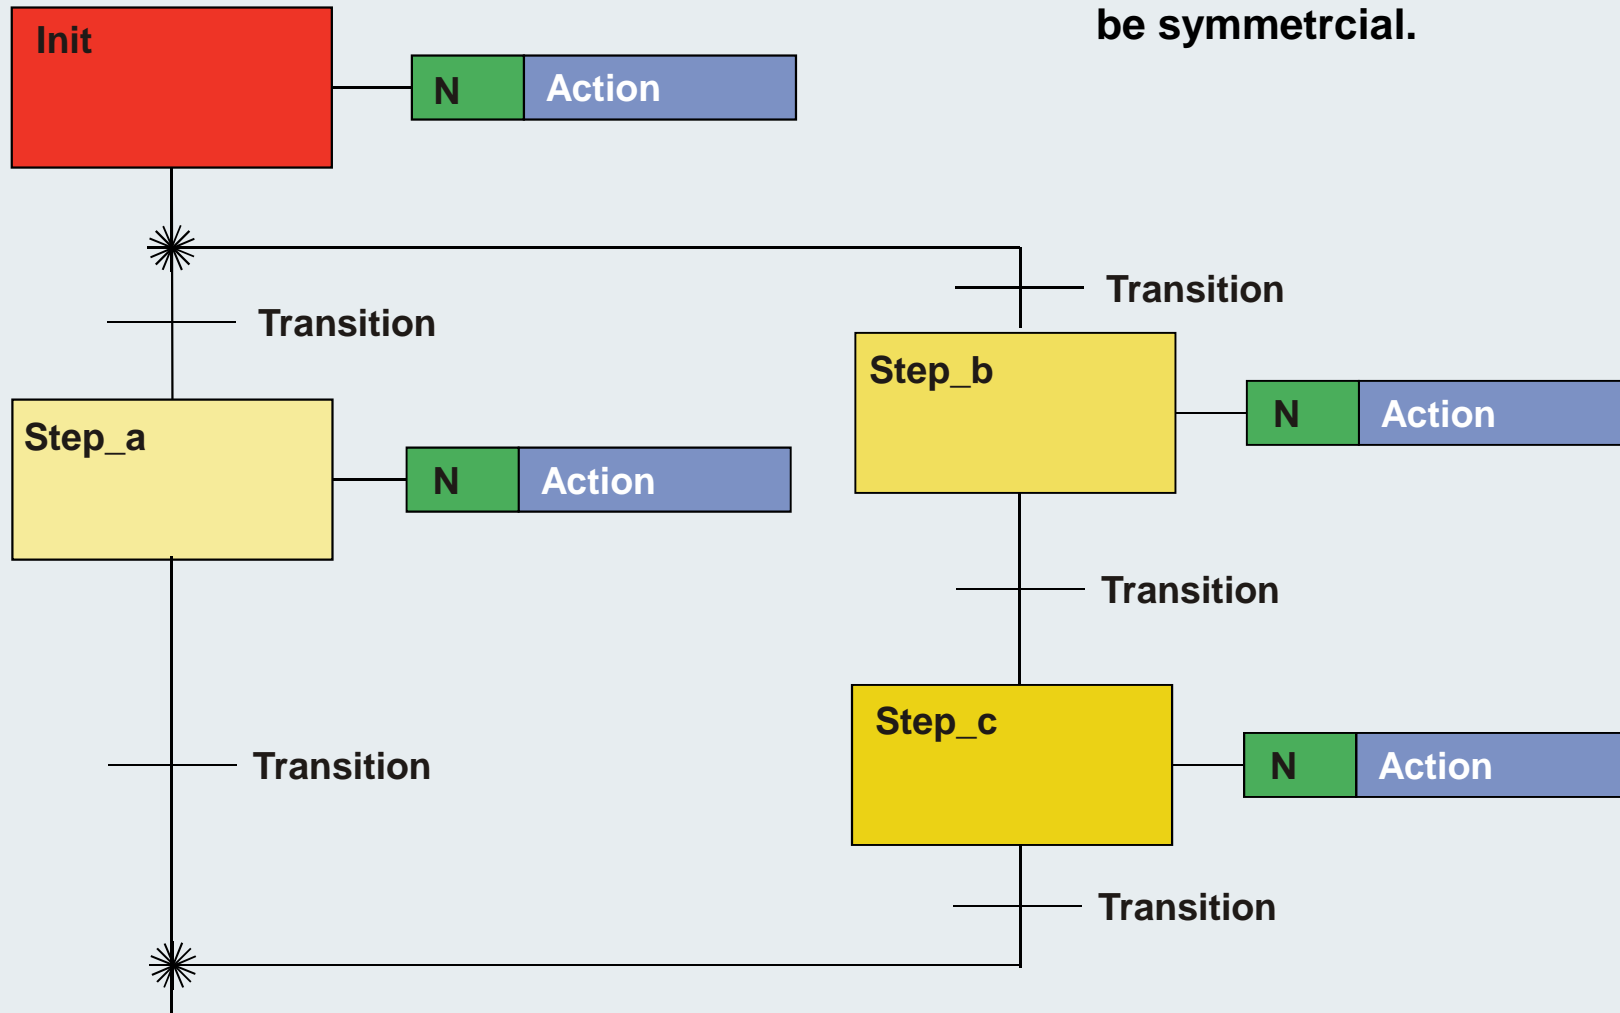 be symmetrcial.
Init
N Action
Transition
Transition
Step_b
N Action
Step_a
N Action
Transition
Step_c
N Action
Transition
Transition